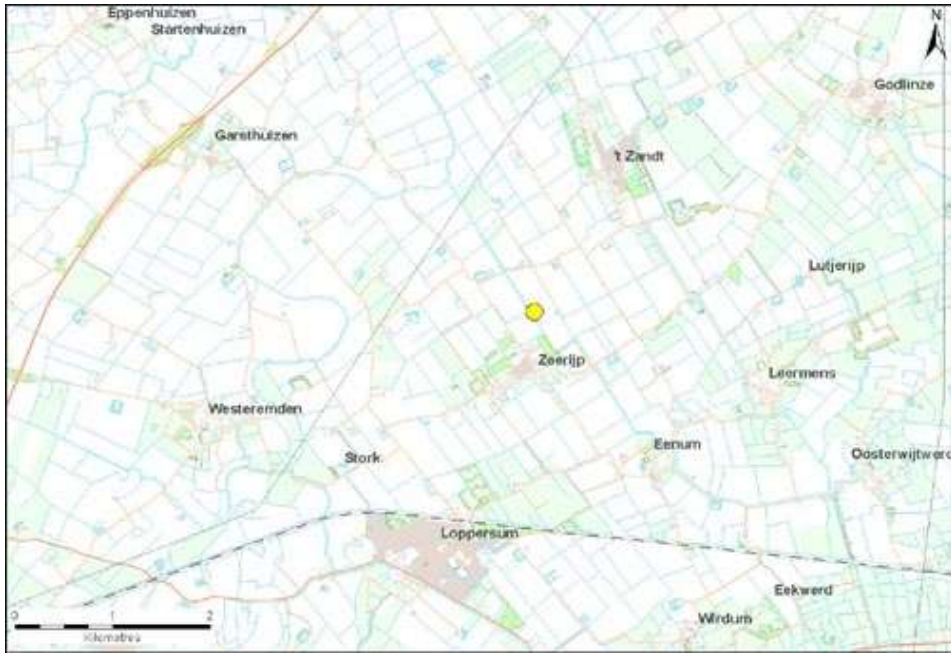 Eppenhuizen
Startenhuizen
N
Godlinze
Garsthuizen
't Zandt
Lutjerijp
Zeerijp
Leermens
Westeremden
Eenum
Stork
Oosterwijtwerd
Loppersum
Eekwerd
Wirdum
0 1 2
Kilometres